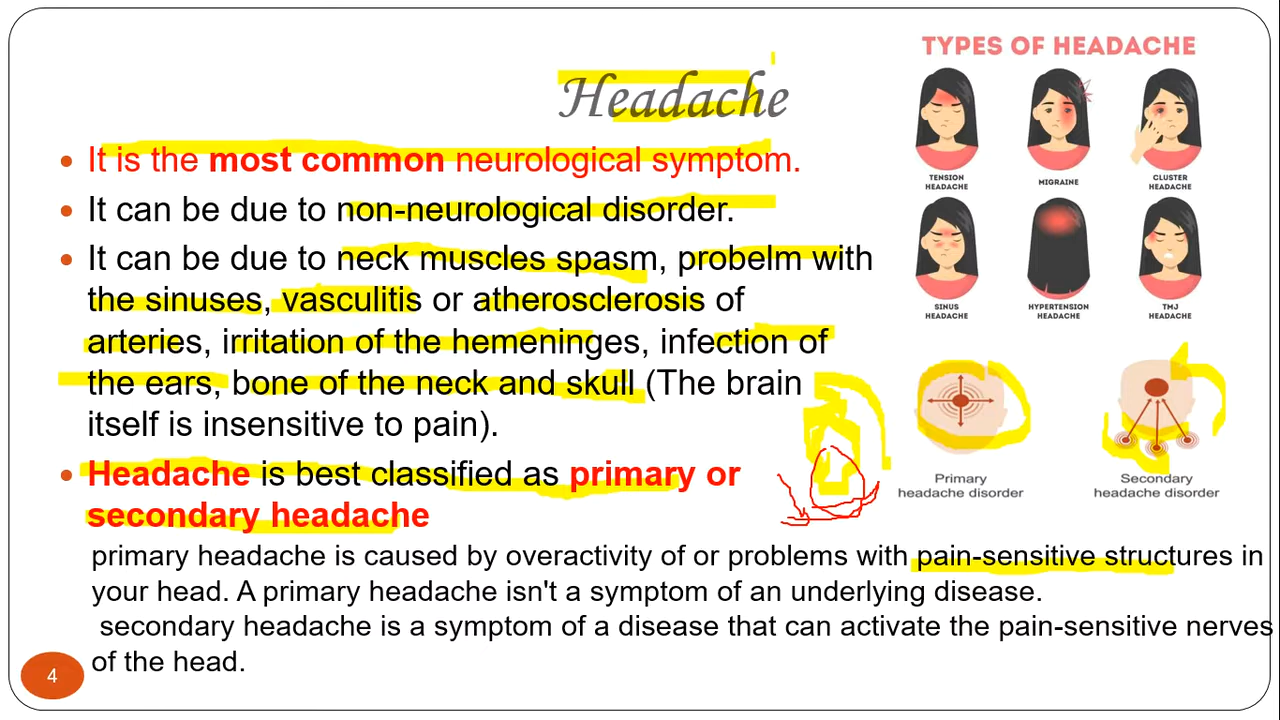 Headache
It is the most common neurological symptom.
It can be due to non-neurological disorder.
It can be due to neck muscles spasm, probelm with
the sinuses, vasculitis or atherosclerosis of
arteries, irritation of the hemeninges, infection of
the ears, bone of the neck and skull (The brain
itself is insensitive to pain).
Headache is best classified as primary or
secondary headache
primary headache is caused by overactivity of or problems with pain-sensitive structures in
your head. A primary headache isn't a symptom of an underlying disease.
secondary headache is a symptom of a disease that can activate the pain-sensitive nerves
of the head.
4
TYPES OF HEADACHE
TENSION
HEADACHE
MIGRAINE
CLUSTER
HEADACHE
SINUS
HEADACHE
HYPERTENSION
HEADACHE
TMJ
HEADACHE
Primary
headache disorder
Secondary
headache disorder